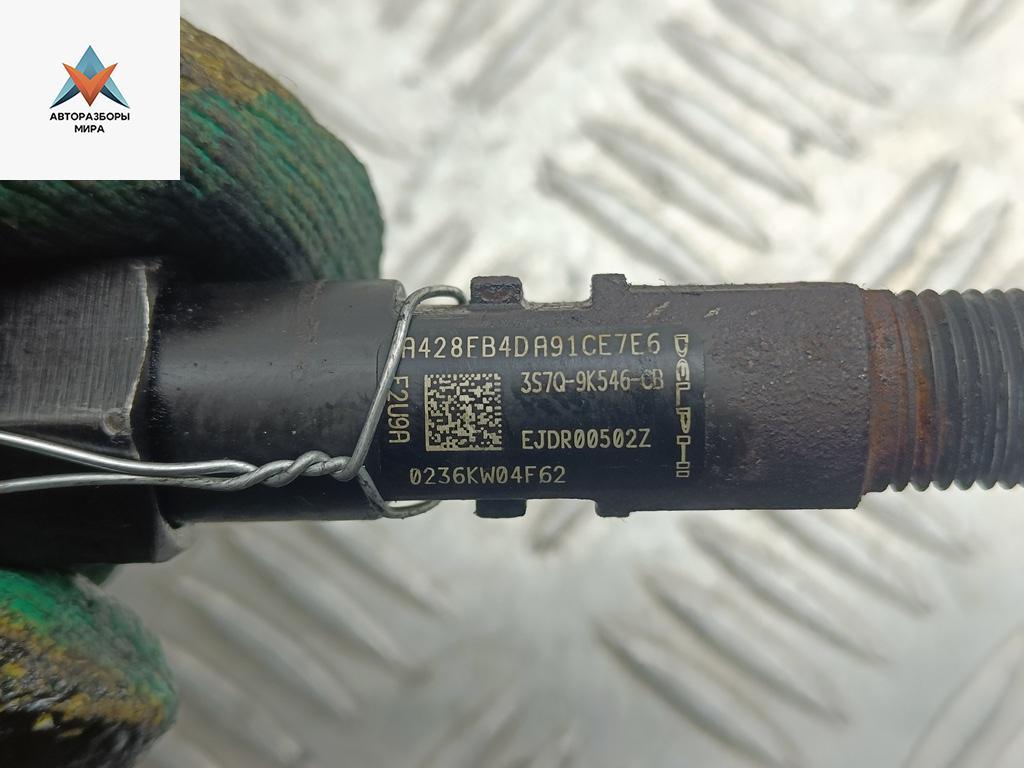 АВТОРАЗБОРЫ
МИРА
A428FB4DA91CE7E6
3S7Q-9K546-CB
F2U9A
EJDR00502Z
0236KW04F62
DELPHI